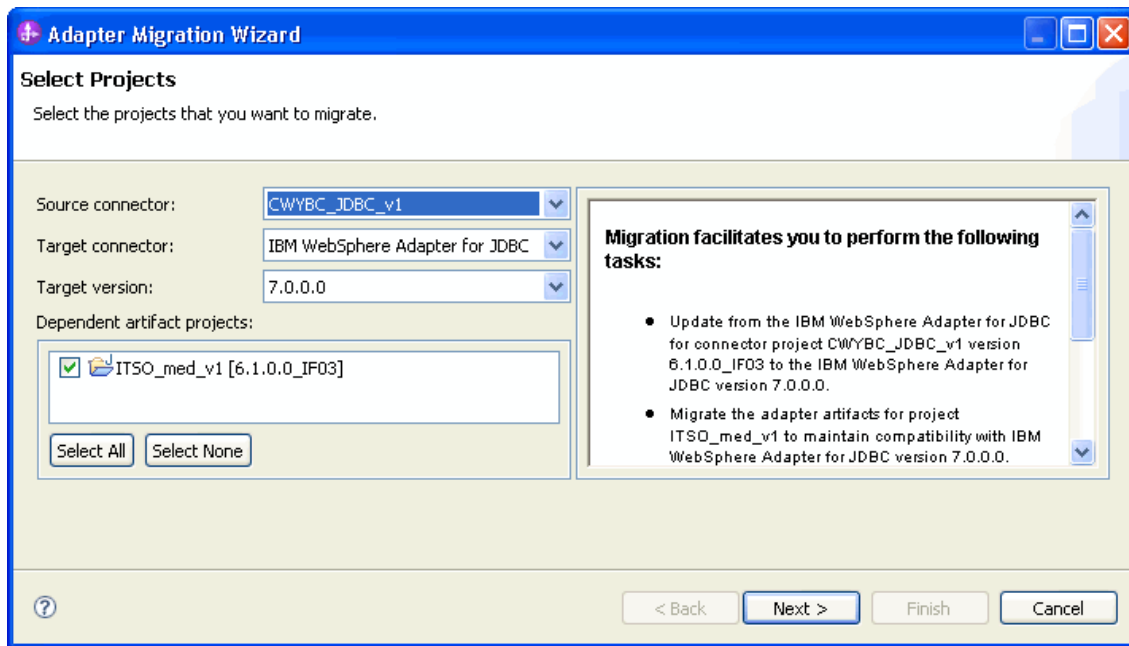 Adapter Migration Wizard
Select Projects
Select the projects that you want to migrate.
Source connector:
CWYBC_JDBC_v1
Target connector:
IBM WebSphere Adapter for JDBC
Target version:
7.0.0.0
Dependent artifact projects:
ITSO_med_v1 [6.1.0.0_IF03]
Select All
Select None
Migration facilitates you to perform the following
tasks:
● Update from the IBM WebSphere Adapter for JDBC
for connector project CWYBC_JDBC_v1 version
6.1.0.0_IF03 to the IBM WebSphere Adapter for
JDBC version 7.0.0.0.
● Migrate the adapter artifacts for project
ITSO_med_v1 to maintain compatibility with IBM
WebSphere Adapter for JDBC version 7.0.0.0.
?
< Back
Next >
Finish
Cancel